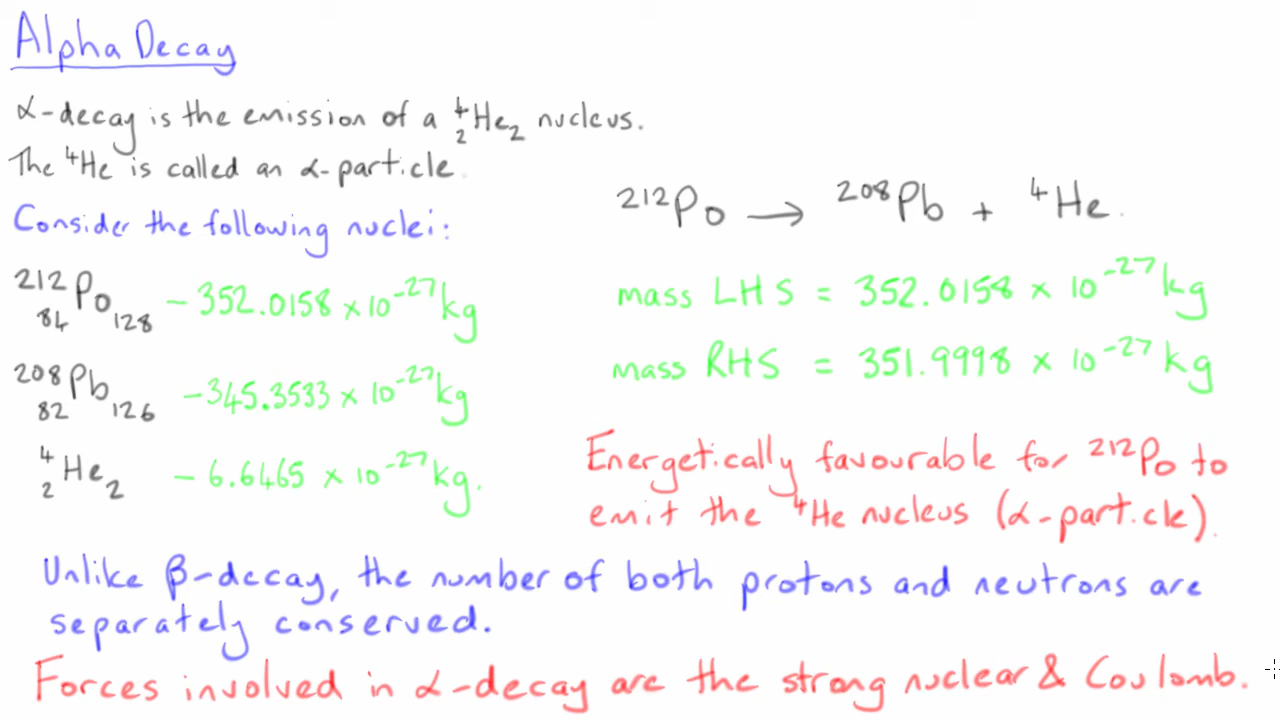 Alpha Decay
α-decay is the emission of a ⁴₂He₂ nucleus.
The ⁴He is called an α-particle.
Consider the following nuclei:
²¹²₈₄Po₁₂₈ - 352.0158 × 10⁻²⁷ kg
²⁰⁸₈₂Pb₁₂₆ - 345.3533 × 10⁻²⁷ kg
⁴₂He₂ - 6.6465 × 10⁻²⁷ kg.
²¹²Po → ²⁰⁸Pb + ⁴He.
mass LHS = 352.0158 × 10⁻²⁷ kg
mass RHS = 351.9998 × 10⁻²⁷ kg
Energetically favourable for ²¹²Po to
emit the ⁴He nucleus (α-particle).
Unlike β-decay, the number of both protons and neutrons are
separately conserved.
Forces involved in α-decay are the strong nuclear & Coulomb.